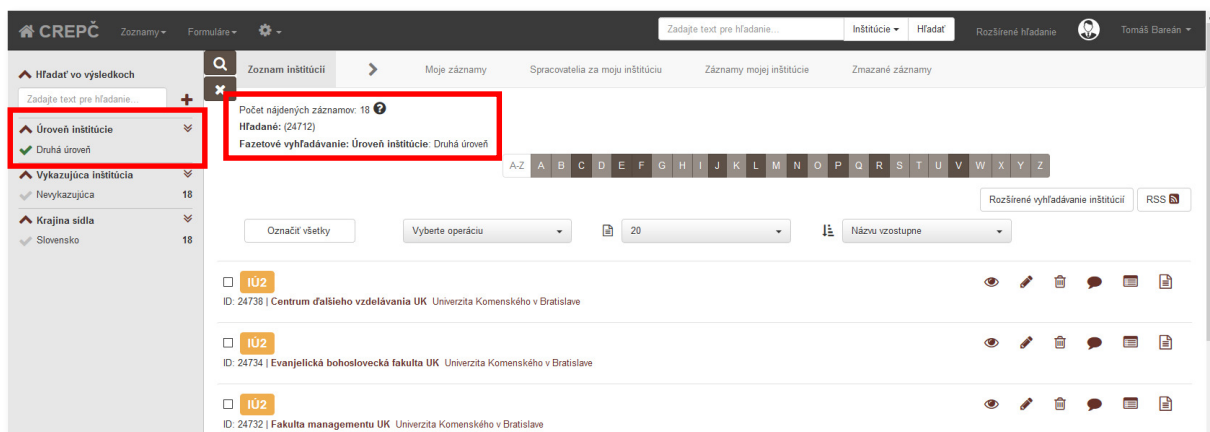 CREPČ Zoznamy Formuláre Zadajte text pre hľadanie... Inštitúcie Hľadať Rozšírené hľadanie Tomáš Bareán
Hľadať vo výsledkoch
Zadajte text pre hľadanie...
Úroveň inštitúcie
Druhá úroveň
Vykazujúca inštitúcia
Nevykazujúca 18
Krajina sídla
Slovensko 18
Zoznam inštitúcií Moje záznamy Spracovatelia za moju inštitúciu Záznamy mojej inštitúcie Zmazané záznamy
Počet nájdených záznamov: 18
Hľadané: (24712)
Fazetové vyhľadávanie: Úroveň inštitúcie: Druhá úroveň
A-Z A B C D E F G H I J K L M N O P Q R S T U V W X Y Z
Rozšírené vyhľadávanie inštitúcií RSS
Označiť všetky Vyberte operáciu 20 Názvu vzostupne
IÚ2
ID: 24738 | Centrum ďalšieho vzdelávania UK Univerzita Komenského v Bratislave
IÚ2
ID: 24734 | Evanjelická bohoslovecká fakulta UK Univerzita Komenského v Bratislave
IÚ2
ID: 24732 | Fakulta managementu UK Univerzita Komenského v Bratislave